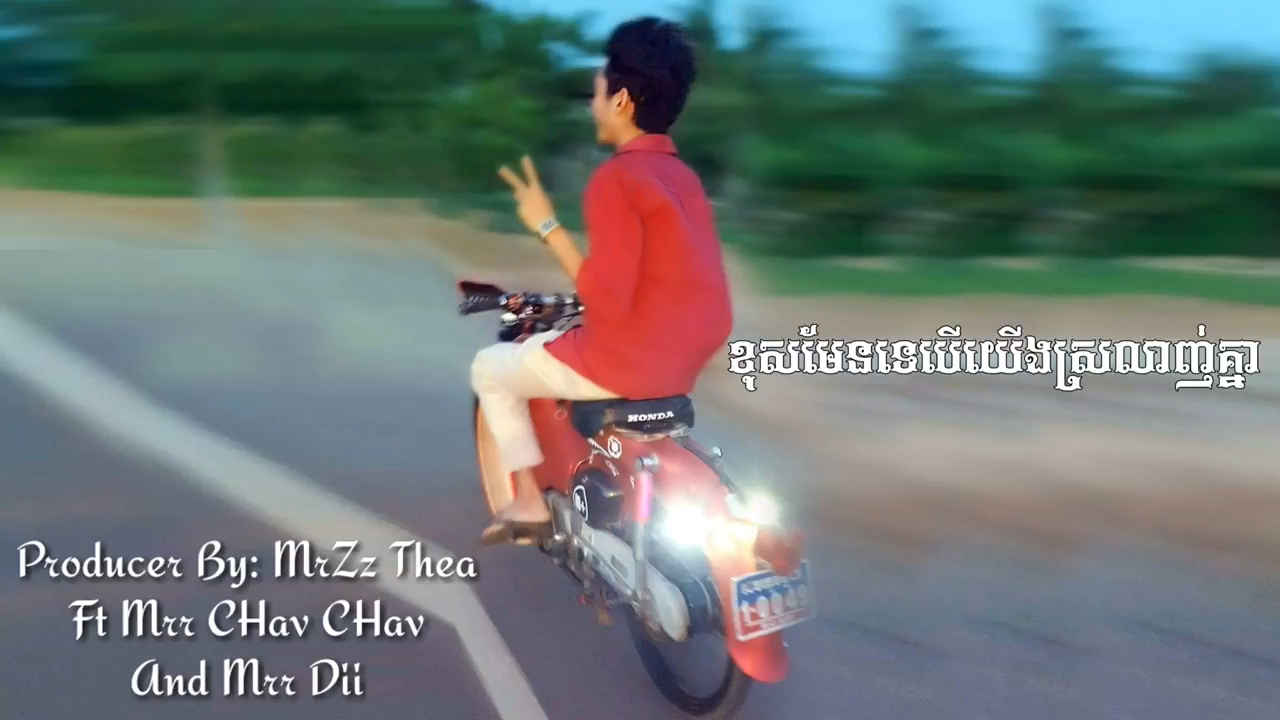 ខុសមែនទេបើយើងស្រលាញ់គ្នា
HONDA
Producer By: MrZz Thea
Ft Mrr CHav CHav
And Mrr Dii